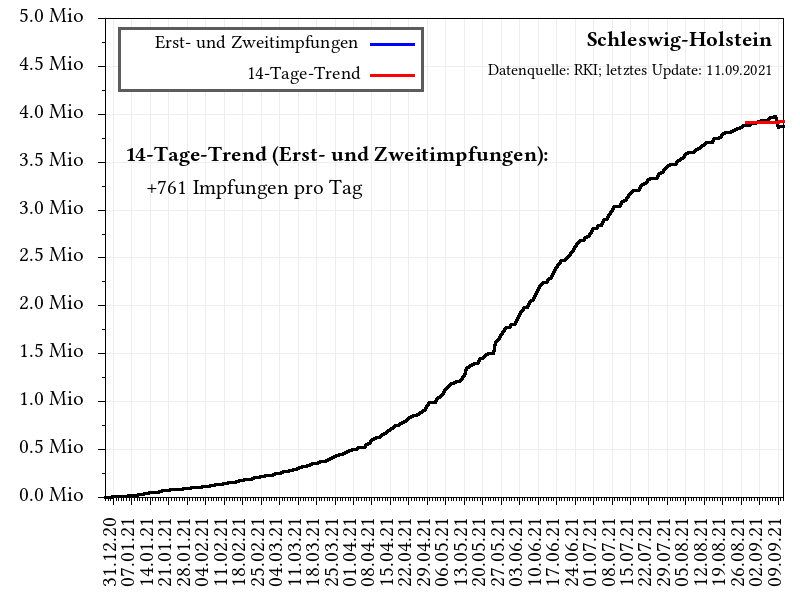 5.0 Mio
4.5 Mio
4.0 Mio
3.5 Mio
3.0 Mio
2.5 Mio
2.0 Mio
1.5 Mio
1.0 Mio
0.5 Mio
0.0 Mio
Erst- und Zweitimpfungen
14-Tage-Trend
Schleswig-Holstein
Datenquelle: RKI; letztes Update: 11.09.2021
14-Tage-Trend (Erst- und Zweitimpfungen):
+761 Impfungen pro Tag
31.12.20
07.01.21
14.01.21
21.01.21
28.01.21
04.02.21
11.02.21
18.02.21
25.02.21
04.03.21
11.03.21
18.03.21
25.03.21
01.04.21
08.04.21
15.04.21
22.04.21
29.04.21
06.05.21
13.05.21
20.05.21
27.05.21
03.06.21
10.06.21
17.06.21
24.06.21
01.07.21
08.07.21
15.07.21
22.07.21
29.07.21
05.08.21
12.08.21
19.08.21
26.08.21
02.09.21
09.09.21